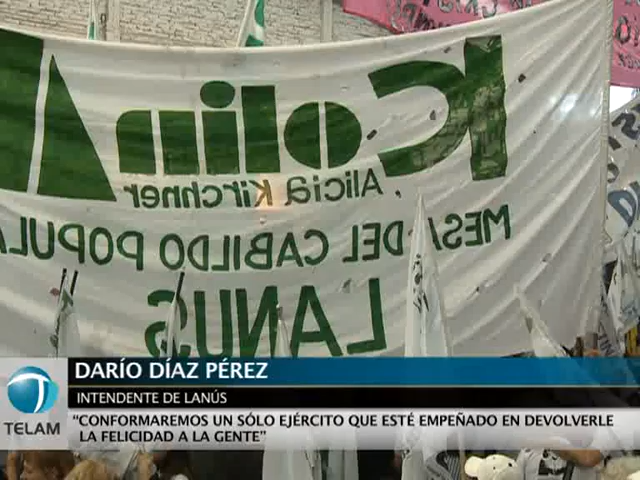 Kolina
Alicia Kirchner
MESA DEL CABILDO POPULA
LANUS
DARÍO DÍAZ PÉREZ
INTENDENTE DE LANÚS
TELAM
"CONFORMAREMOS UN SÓLO EJÉRCITO QUE ESTÉ EMPEÑADO EN DEVOLVERLE
LA FELICIDAD A LA GENTE"